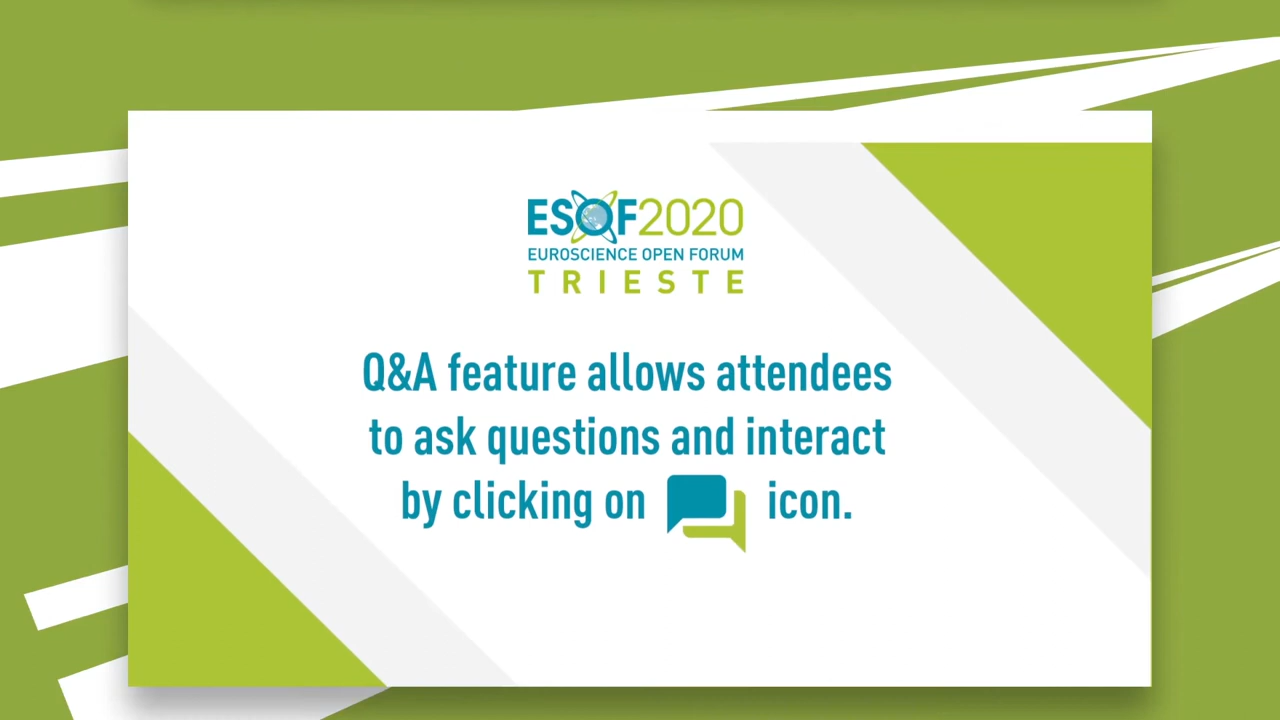 ESOF2020
EUROSCIENCE OPEN FORUM
TRIESTE
Q&A feature allows attendees
to ask questions and interact
by clicking on icon.